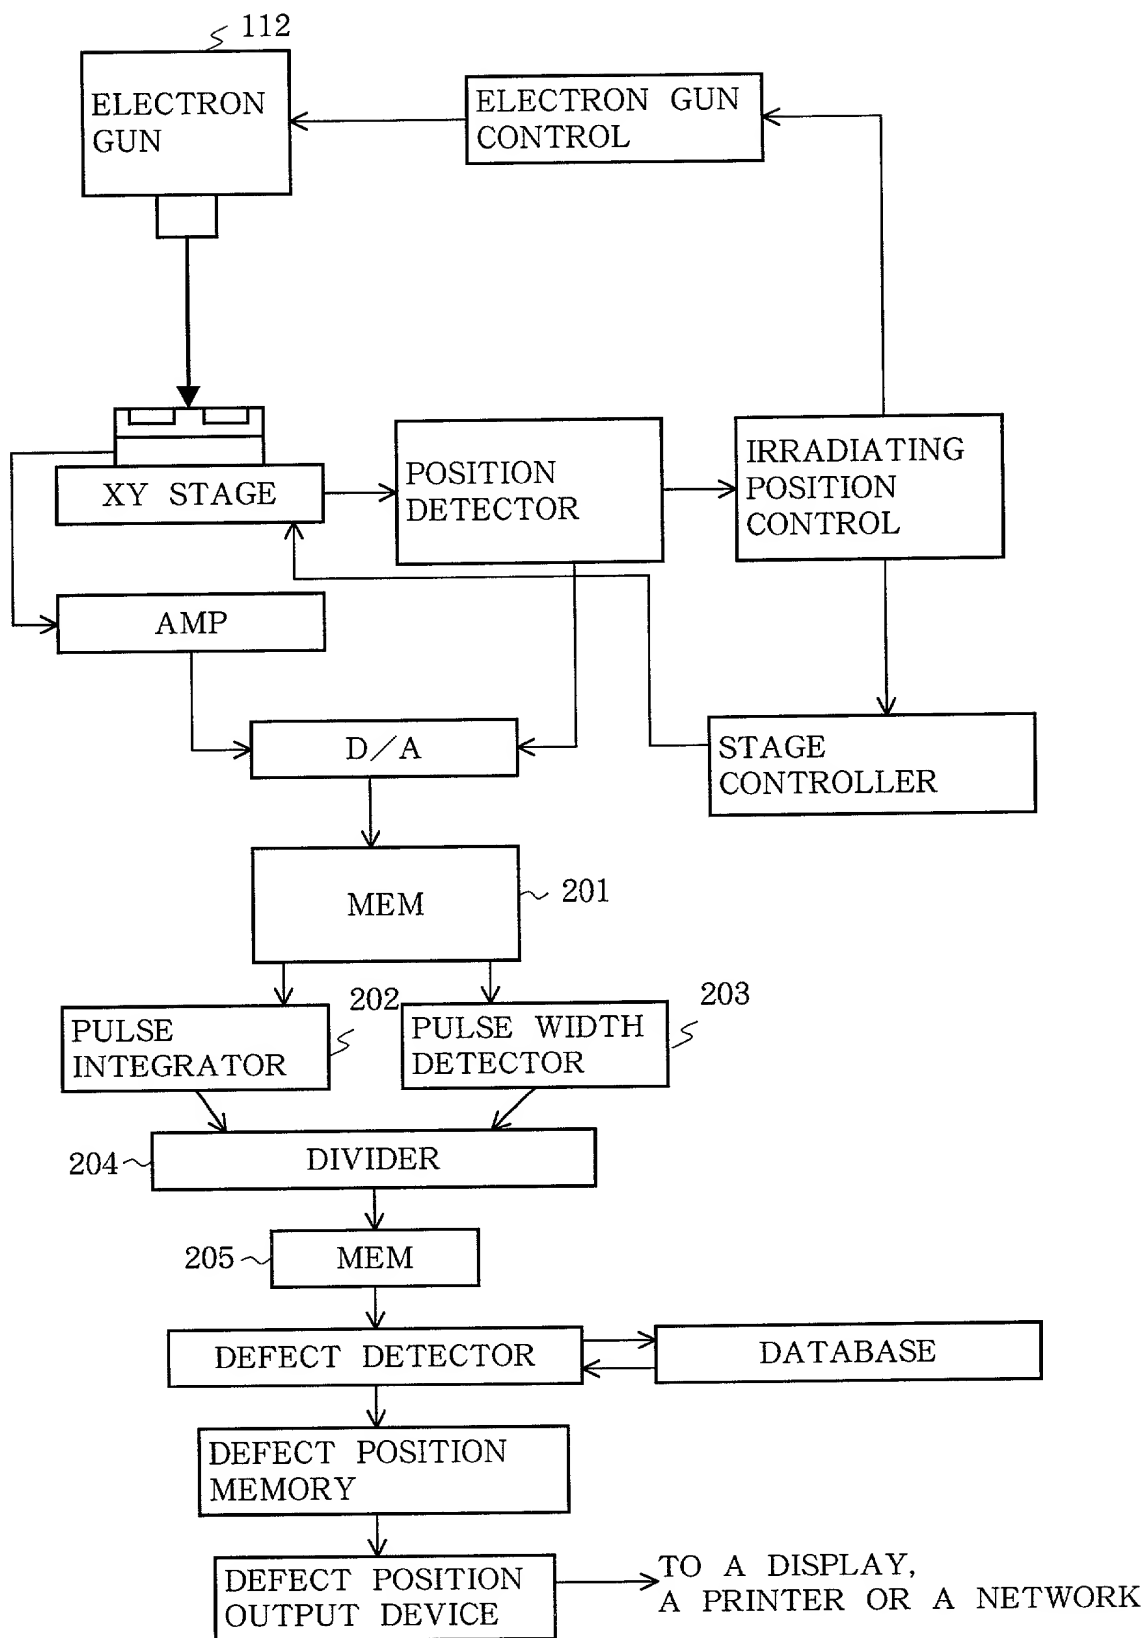 112
ELECTRON
GUN
ELECTRON GUN
CONTROL
XY STAGE
POSITION
DETECTOR
IRRADIATING
POSITION
CONTROL
AMP
D/A
STAGE
CONTROLLER
MEM
201
PULSE
INTEGRATOR
202
PULSE WIDTH
DETECTOR
203
204
DIVIDER
205
MEM
DEFECT DETECTOR
DATABASE
DEFECT POSITION
MEMORY
DEFECT POSITION
OUTPUT DEVICE
TO A DISPLAY,
A PRINTER OR A NETWORK